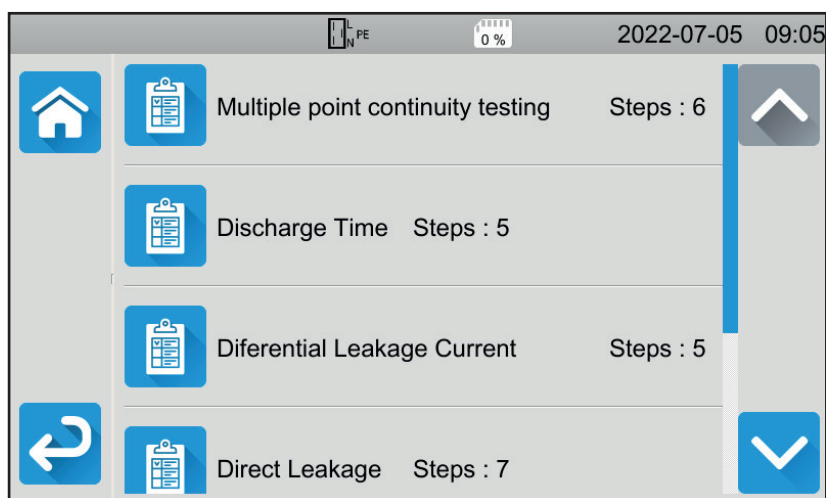 L N PE 0 % 2022-07-05 09:05
Multiple point continuity testing Steps : 6
Discharge Time Steps : 5
Diferential Leakage Current Steps : 5
Direct Leakage Steps : 7